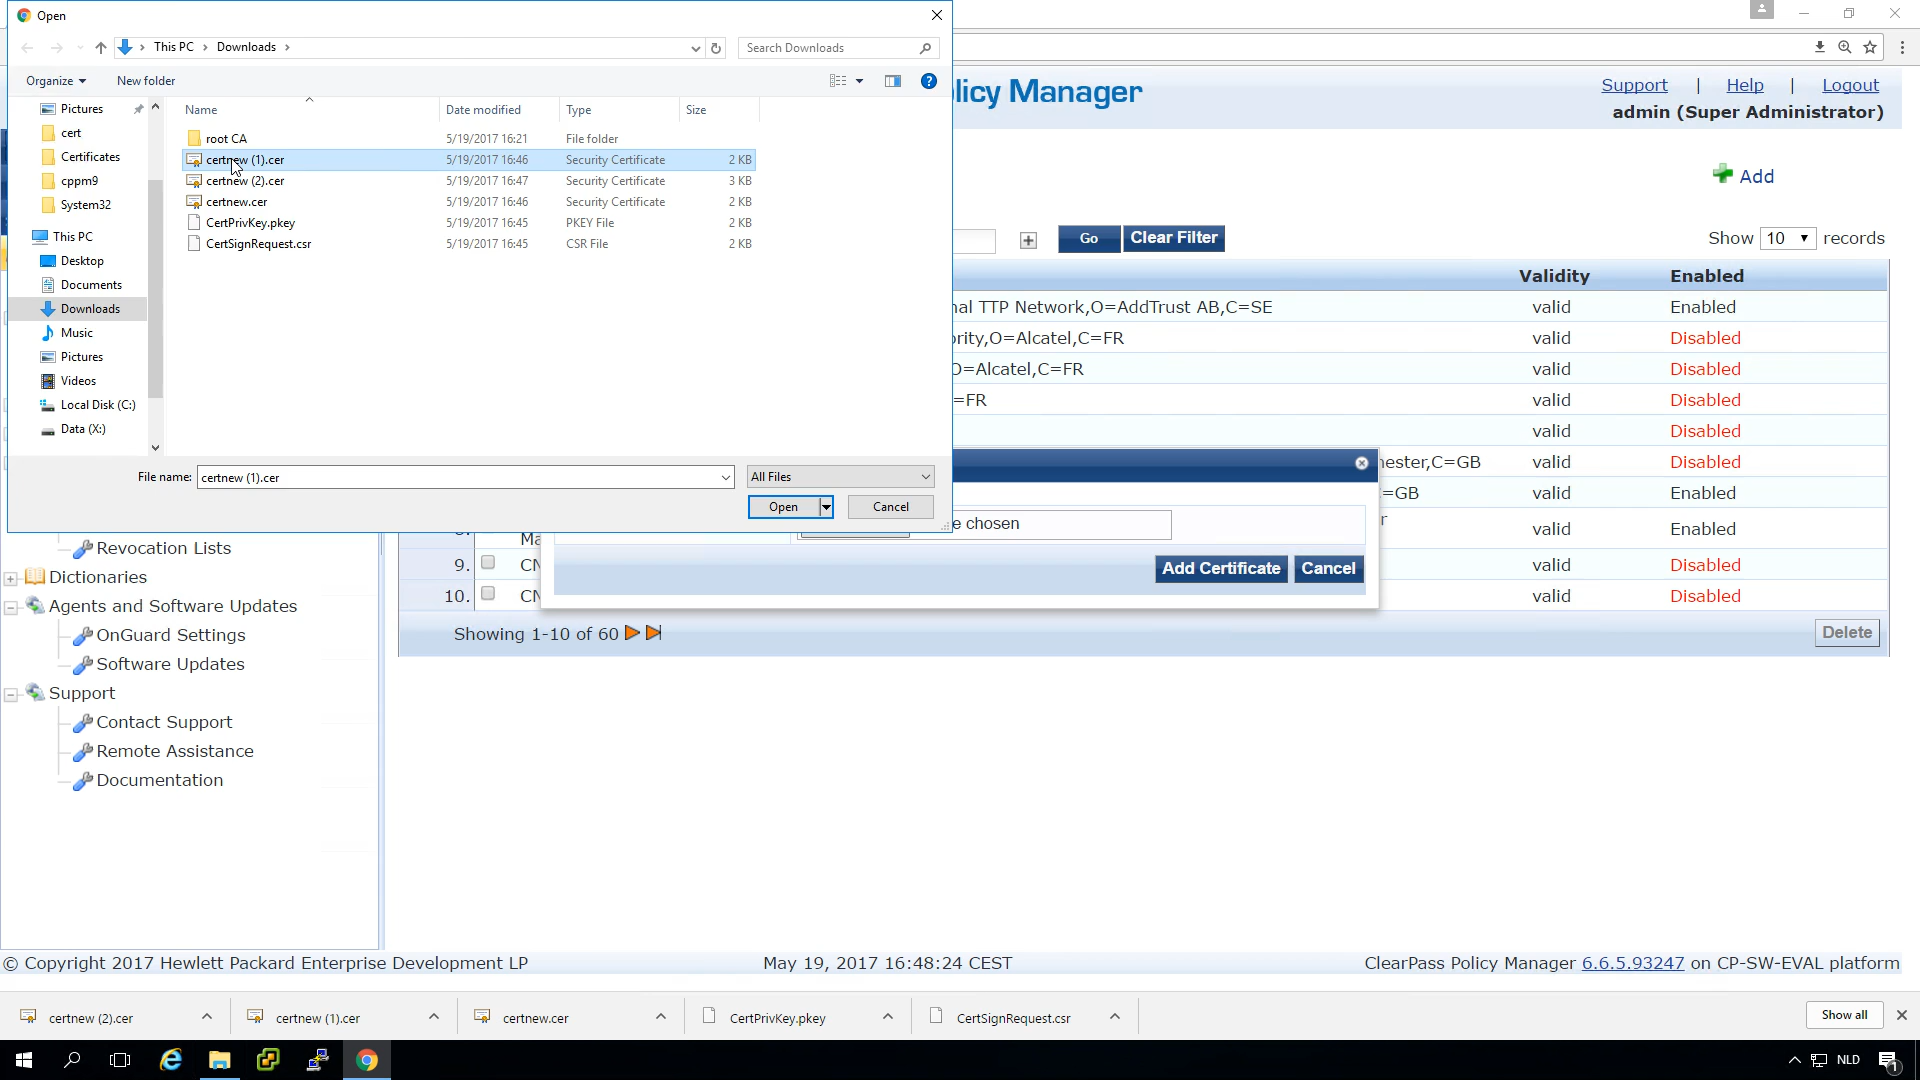 Open
This PC > Downloads >
Search Downloads
Organize
New folder
Name
Date modified
Type
Size
Pictures
cert
Certificates
cppm9
System32
This PC
Desktop
Documents
Downloads
Music
Pictures
Videos
Local Disk (C:)
Data (X:)
root CA 5/19/2017 16:21 File folder
certnew (1).cer 5/19/2017 16:46 Security Certificate 2 KB
certnew (2).cer 5/19/2017 16:47 Security Certificate 3 KB
certnew.cer 5/19/2017 16:46 Security Certificate 2 KB
CertPrivKey.pkey 5/19/2017 16:45 PKEY File 2 KB
CertSignRequest.csr 5/19/2017 16:45 CSR File 2 KB
File name: certnew (1).cer
All Files
Open
Cancel
licy Manager
Support | Help | Logout
admin (Super Administrator)
Add
Go
Clear Filter
Show 10 records
Validity Enabled
nal TTP Network,O=AddTrust AB,C=SE valid Enabled
ority,O=Alcatel,C=FR valid Disabled
O=Alcatel,C=FR valid Disabled
=FR valid Disabled
valid Disabled
hester,C=GB valid Disabled
=GB valid Enabled
r
Ma valid Enabled
9. CN valid Disabled
10. CN valid Disabled
e chosen
Add Certificate
Cancel
Showing 1-10 of 60
Delete
Revocation Lists
Dictionaries
Agents and Software Updates
OnGuard Settings
Software Updates
Support
Contact Support
Remote Assistance
Documentation
© Copyright 2017 Hewlett Packard Enterprise Development LP
May 19, 2017 16:48:24 CEST
ClearPass Policy Manager 6.6.5.93247 on CP-SW-EVAL platform
certnew (2).cer
certnew (1).cer
certnew.cer
CertPrivKey.pkey
CertSignRequest.csr
Show all
NLD
1